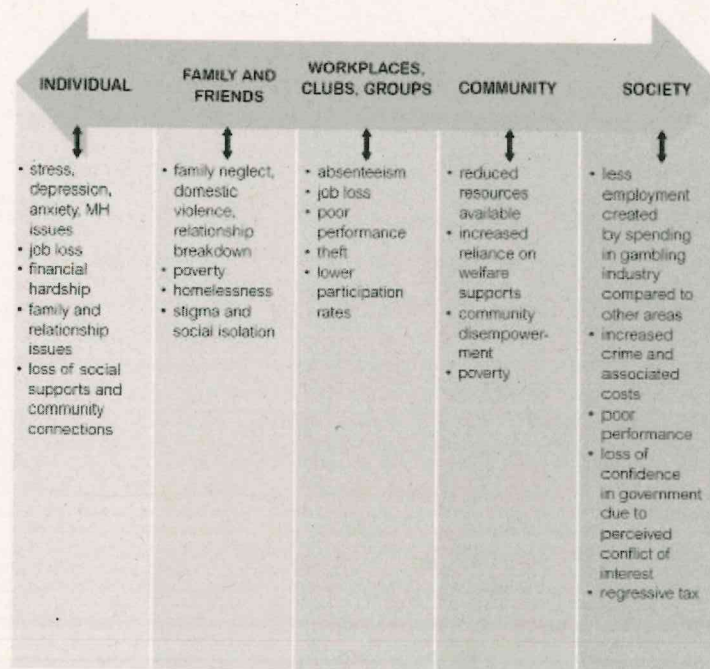 INDIVIDUAL
• stress,
depression,
anxiety, MH
issues
• job loss
• financial
hardship
• family and
relationship
issues
• loss of social
supports and
community
connections
FAMILY AND
FRIENDS
• family neglect,
domestic
violence,
relationship
breakdown
• poverty
• homelessness
• stigma and
social isolation
WORKPLACES,
CLUBS, GROUPS
• absenteeism
• job loss
• poor
performance
• theft
• lower
participation
rates
COMMUNITY
• reduced
resources
available
• increased
reliance on
welfare
supports
• community
disempower-
ment
• poverty
SOCIETY
• less
employment
created
by spending
in gambling
industry
compared to
other areas
• increased
crime and
associated
costs
• poor
performance
• loss of
confidence
in government
due to
perceived
conflict of
interest
• regressive tax